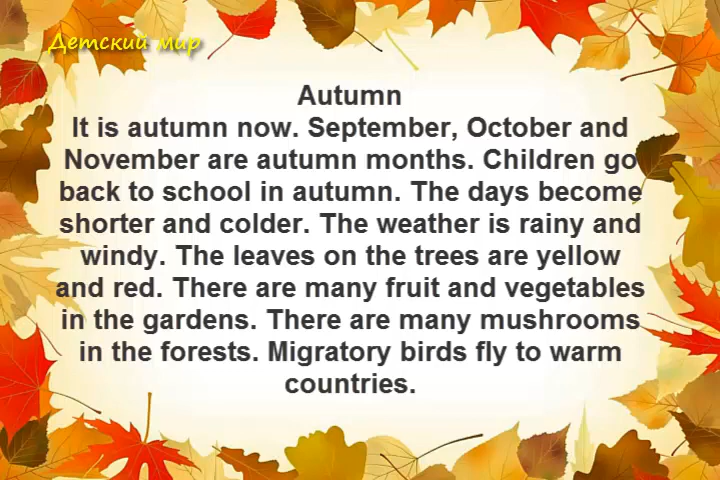 Детский мир
Autumn
It is autumn now. September, October and
November are autumn months. Children go
back to school in autumn. The days become
shorter and colder. The weather is rainy and
windy. The leaves on the trees are yellow
and red. There are many fruit and vegetables
in the gardens. There are many mushrooms
in the forests. Migratory birds fly to warm
countries.